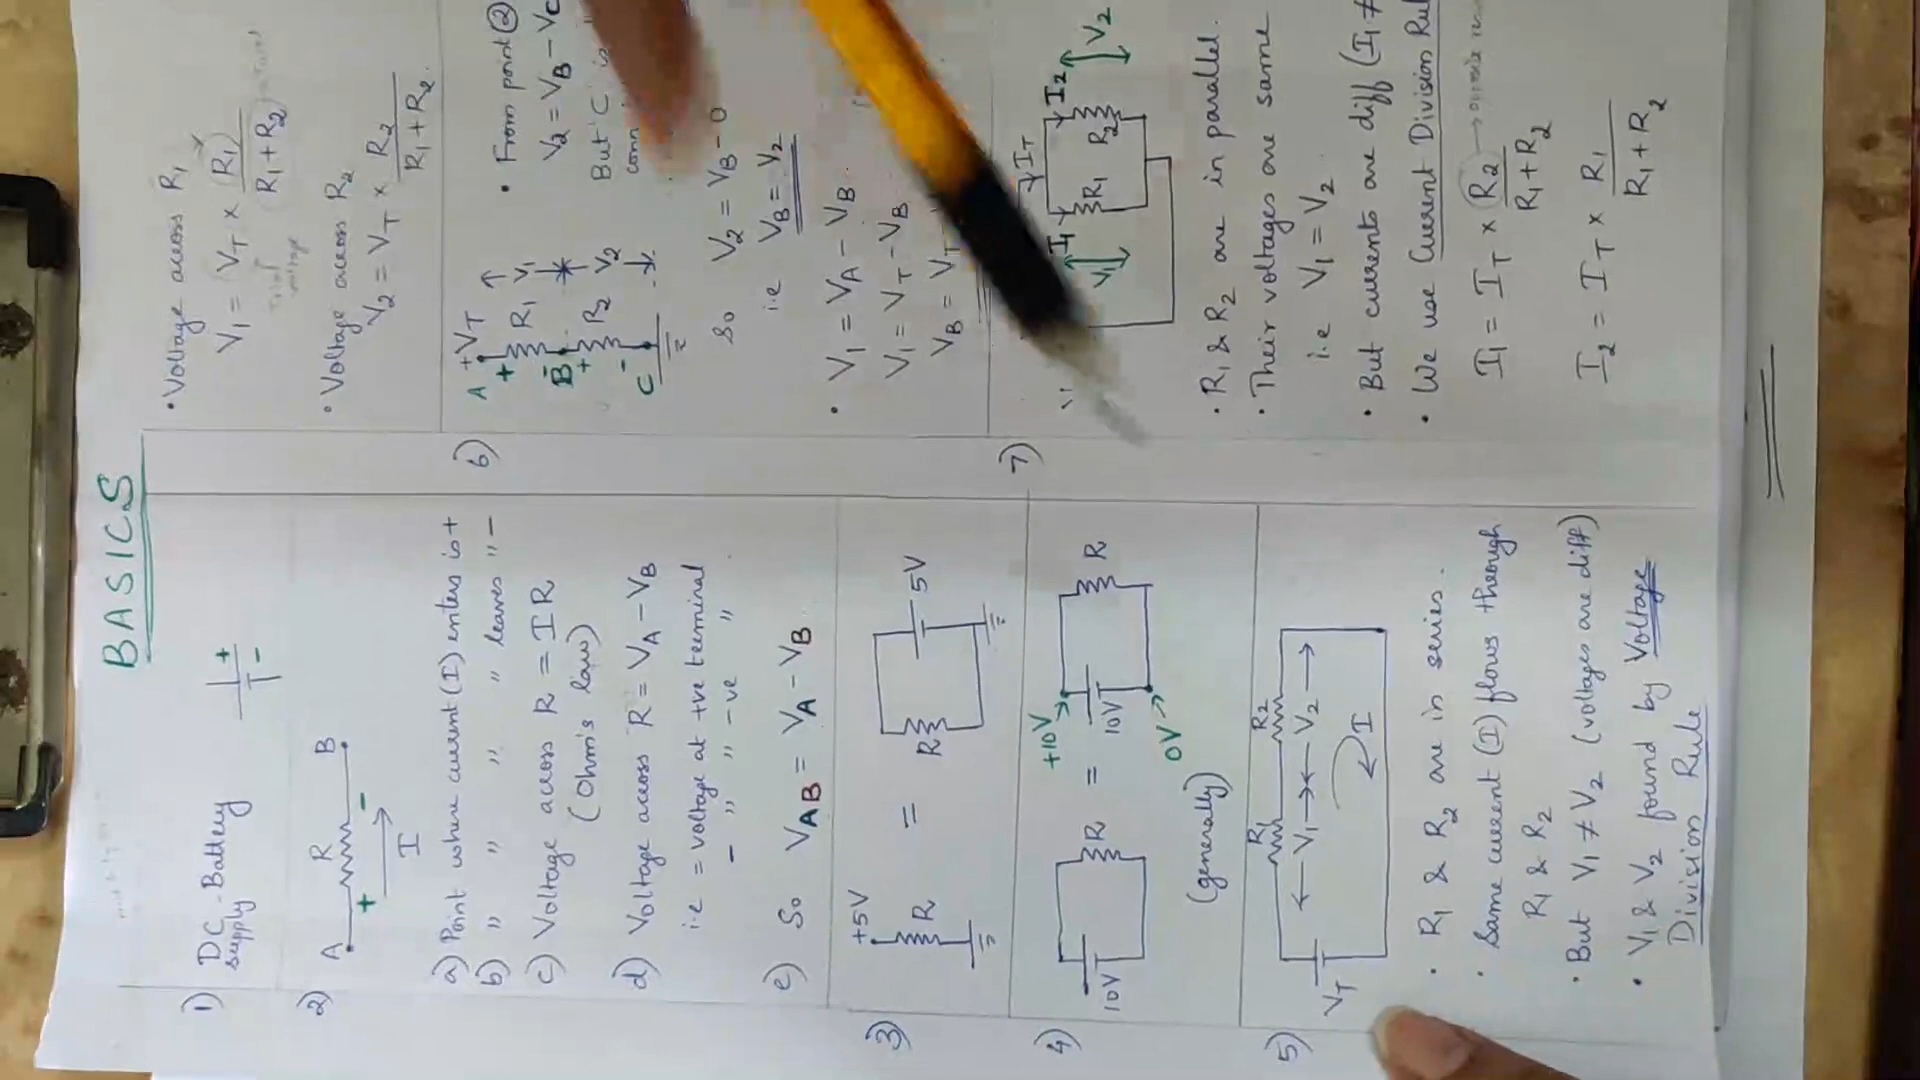 BASICS
1) DC - Battery
supply
+
-
2) A R B
+ -
I
a) Point where current (I) enters is +
b) " " " " leaves " -
c) Voltage across R = IR
(Ohm's law)
d) Voltage across R = VA - VB
i.e = voltage at +ve terminal
- " " -ve "
e) So VAB = VA - VB
3) +5V
R = R 5V
4) 10V R = 10V R
+10V
0V
(generally)
5) VT R1 R2
V1 V2
I
• R1 & R2 are in series.
• Same current (I) flows through
R1 & R2
• But V1 ≠ V2 (voltages are diff)
• V1 & V2 found by Voltage
Division Rule
• Voltage across R1
V1 = VT × (R1)
(R1 + R2)
Total
voltage
• Voltage across R2
V2 = VT × R2
R1 + R2
6) A +VT
+ R1 V1
B -
+ R2 V2
C -
• From point ②
V2 = VB - VC
But 'C' is
So V2 = VB - 0
i.e VB = V2
• V1 = VA - VB
V1 = VT - VB
VB = VT
7) IT
I1 I2
V1 R1 R2 V2
• R1 & R2 are in parallel.
• Their voltages are same
i.e V1 = V2
• But currents are diff (I1 ≠
• We use Current Division Rul
I1 = IT × (R2) → opposite
R1 + R2
I2 = IT × R1
R1 + R2